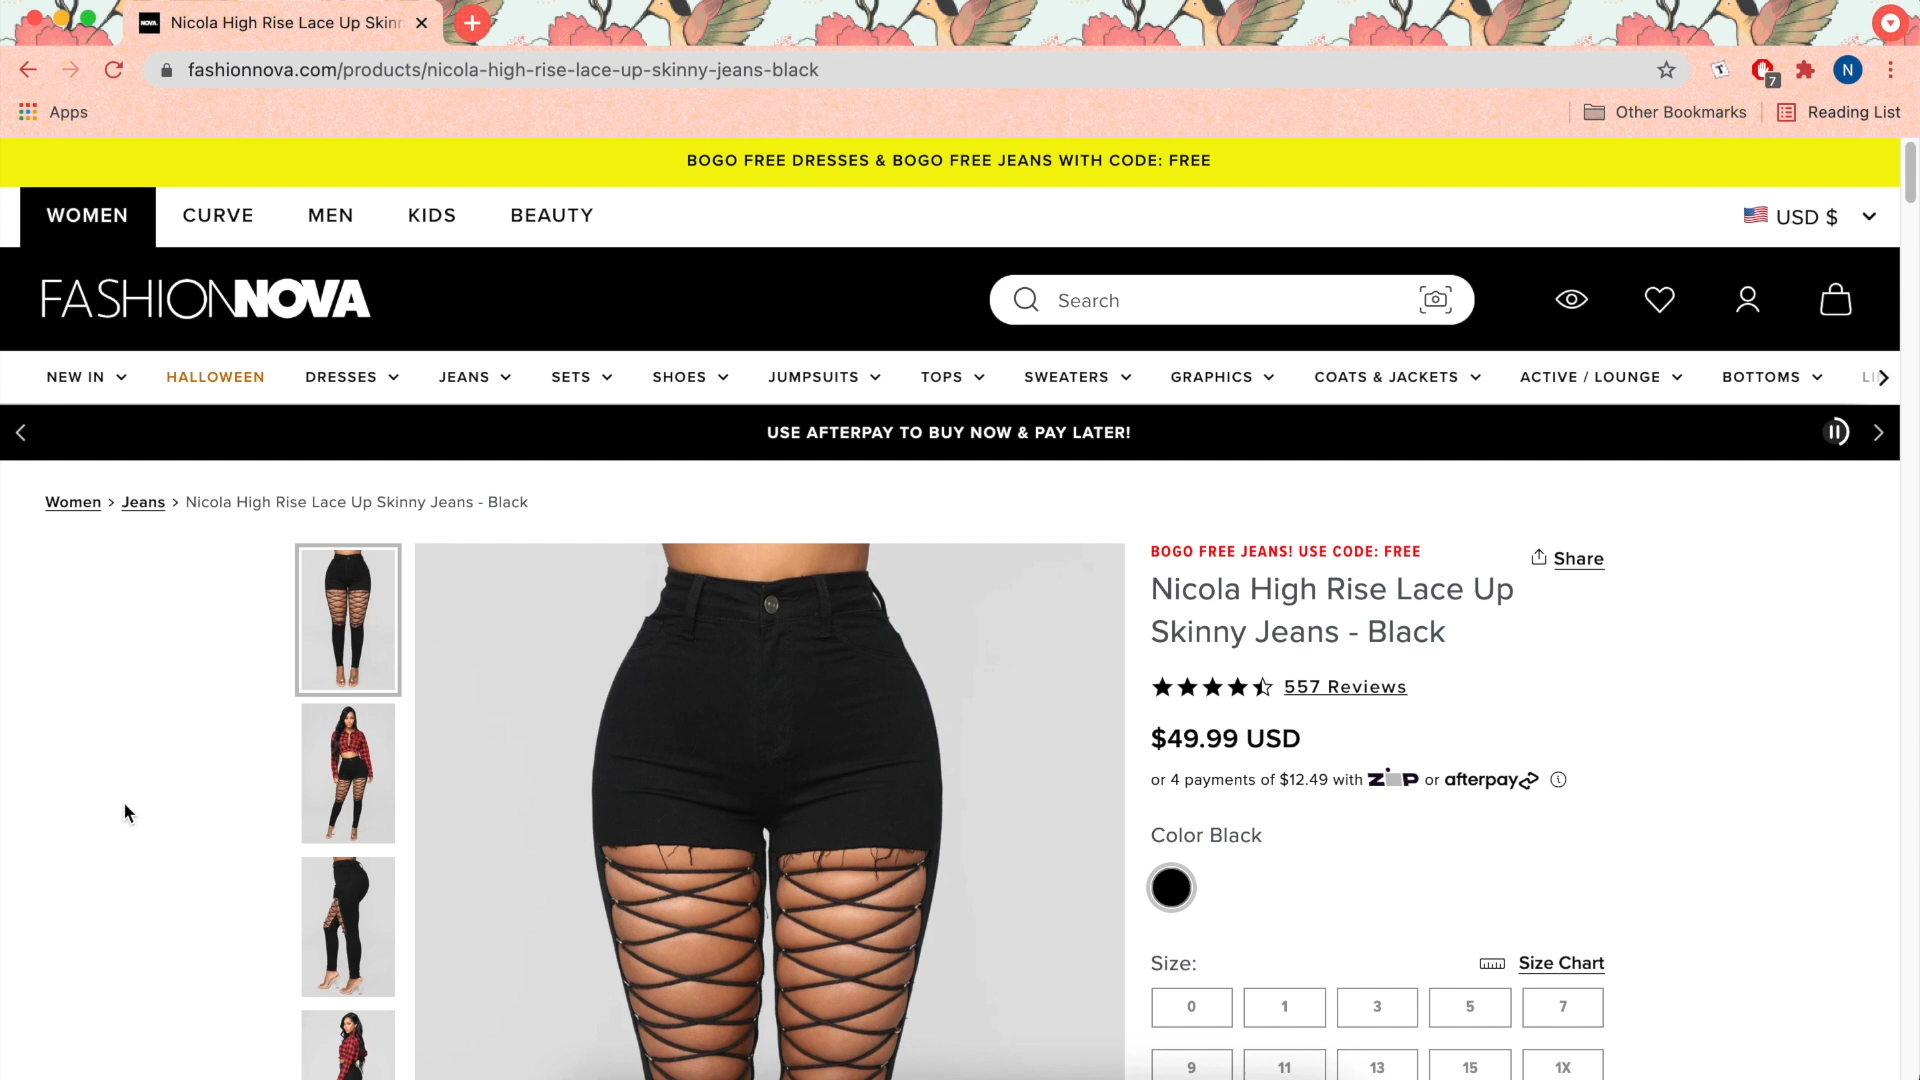 NOVA Nicola High Rise Lace Up Skin
fashionnova.com/products/nicola-high-rise-lace-up-skinny-jeans-black
7
N
Apps
Other Bookmarks
Reading List
BOGO FREE DRESSES & BOGO FREE JEANS WITH CODE: FREE
WOMEN CURVE MEN KIDS BEAUTY
USD $
FASHIONNOVA
Search
NEW IN HALLOWEEN DRESSES JEANS SETS SHOES JUMPSUITS TOPS SWEATERS GRAPHICS COATS & JACKETS ACTIVE / LOUNGE BOTTOMS
USE AFTERPAY TO BUY NOW & PAY LATER!
Women > Jeans > Nicola High Rise Lace Up Skinny Jeans - Black
BOGO FREE JEANS! USE CODE: FREE
Share
Nicola High Rise Lace Up
Skinny Jeans - Black
557 Reviews
$49.99 USD
or 4 payments of $12.49 with ZIP or afterpay
Color Black
Size:
Size Chart
0 1 3 5 7
9 11 13 15 1X